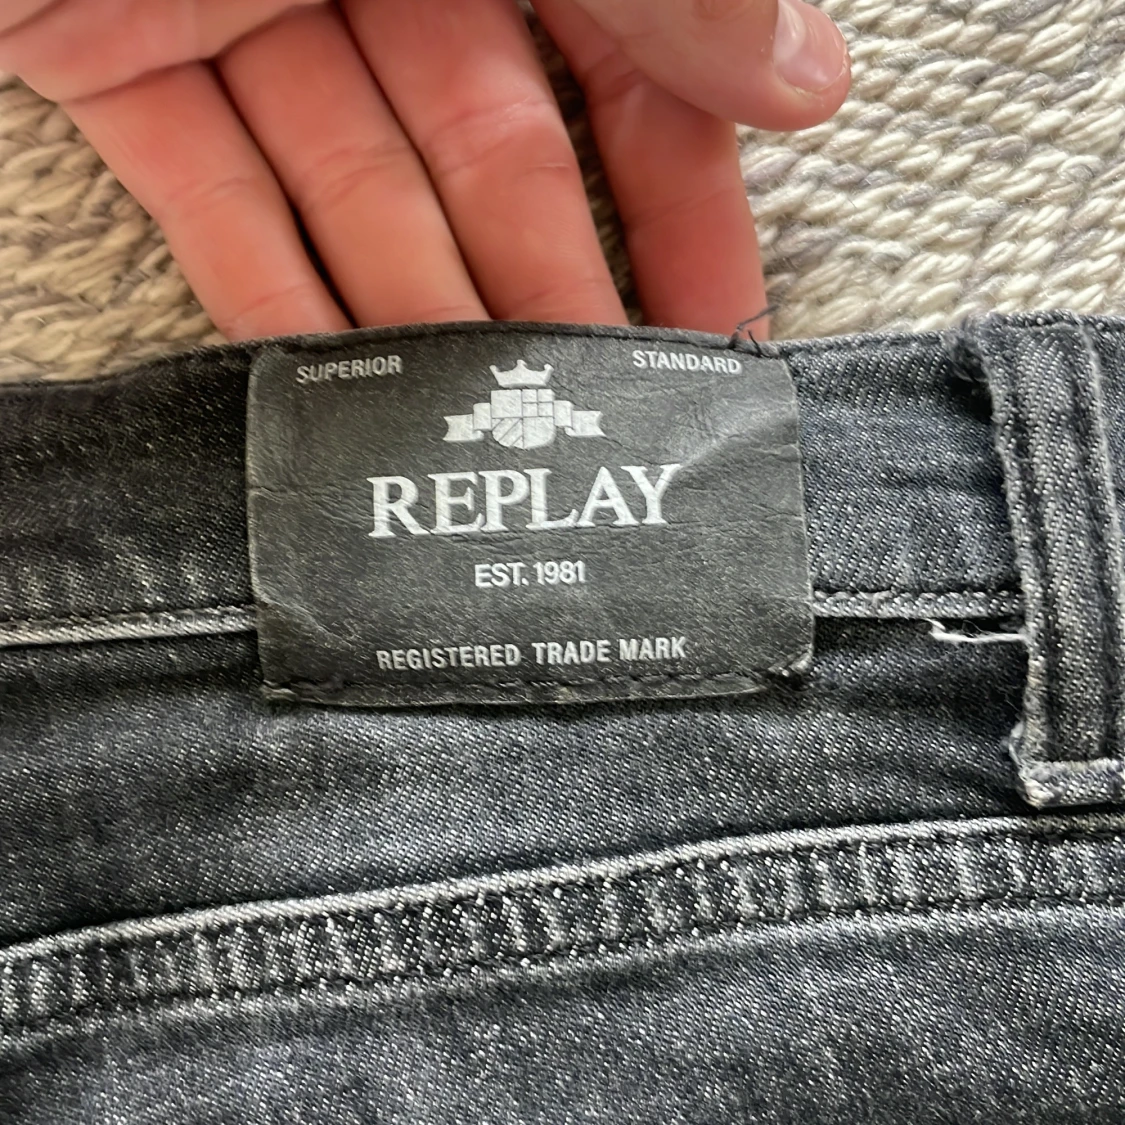 SUPERIOR STANDARD
REPLAY
EST. 1981
REGISTERED TRADE MARK